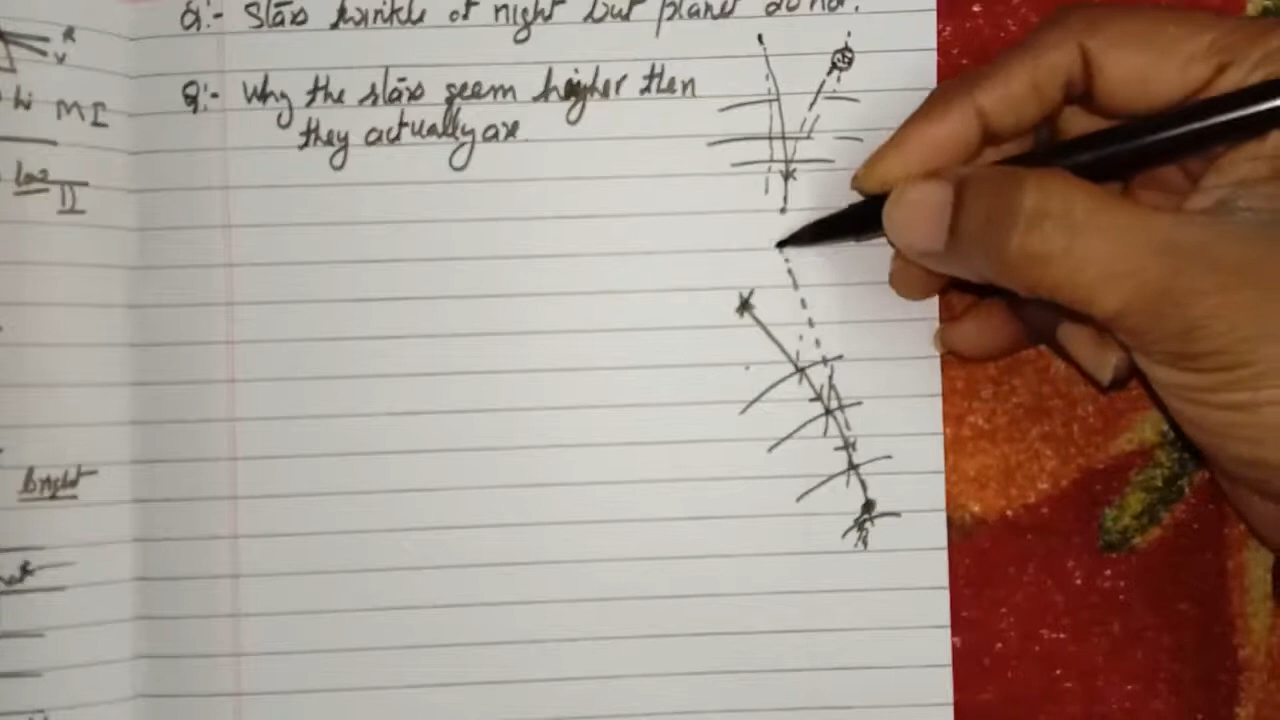 Q:- Stars twinkle at night but planet do not.
R
V
Q:- Why the stars seem higher then
they actually are
MI
II
bright